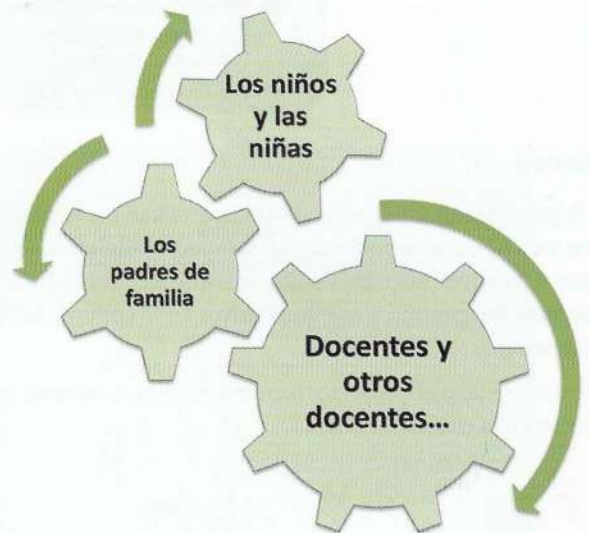 Los niños
y las
niñas
Los
padres de
familia
Docentes y
otros
docentes...